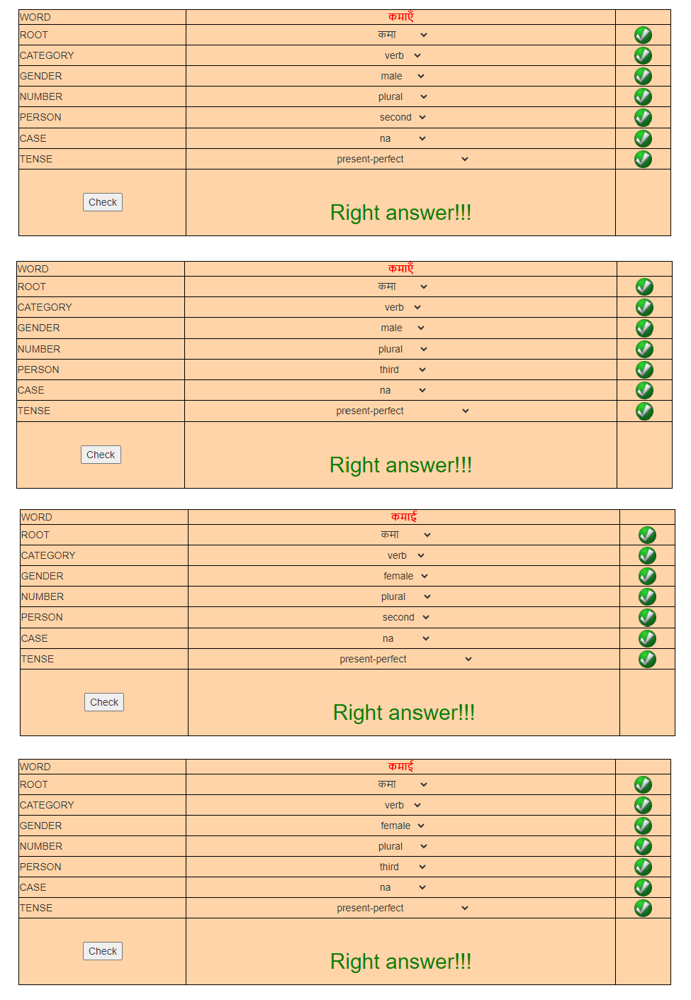 WORD कमाएँ
ROOT कमा
CATEGORY verb
GENDER male
NUMBER plural
PERSON second
CASE na
TENSE present-perfect
Check Right answer!!!
WORD कमाएँ
ROOT कमा
CATEGORY verb
GENDER male
NUMBER plural
PERSON third
CASE na
TENSE present-perfect
Check Right answer!!!
WORD कमाई
ROOT कमा
CATEGORY verb
GENDER female
NUMBER plural
PERSON second
CASE na
TENSE present-perfect
Check Right answer!!!
WORD कमाई
ROOT कमा
CATEGORY verb
GENDER female
NUMBER plural
PERSON third
CASE na
TENSE present-perfect
Check Right answer!!!